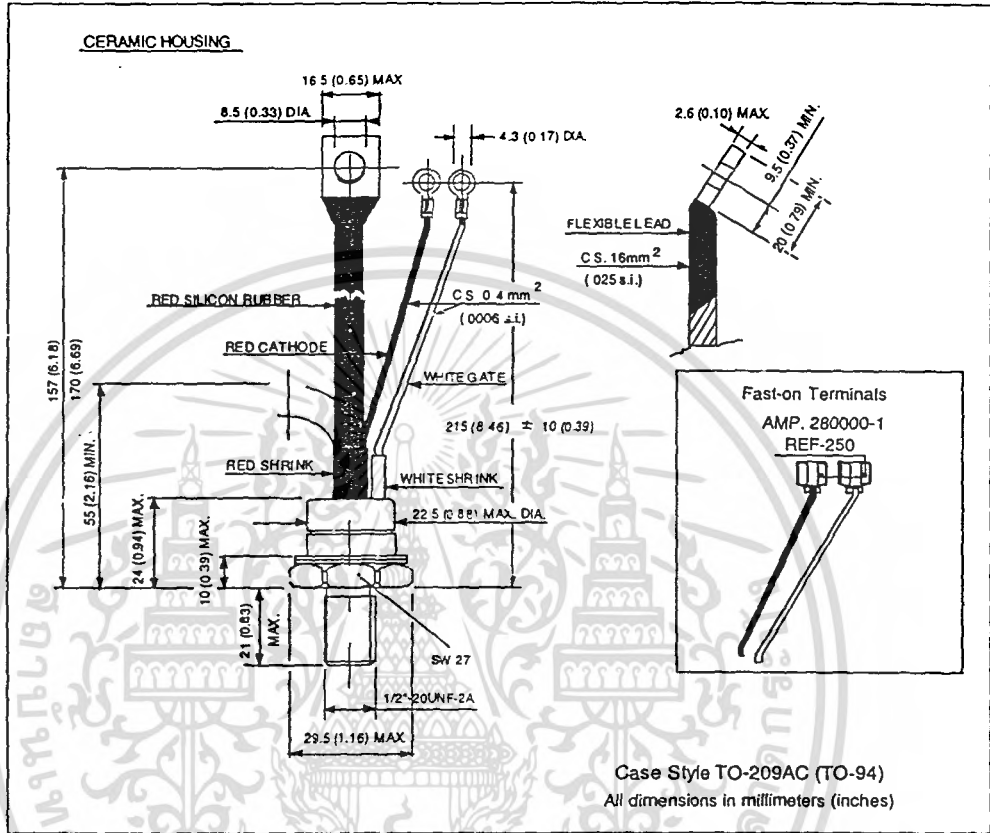 CERAMIC HOUSING
16.5 (0.65) MAX
8.5 (0.33) DIA.
4.3 (0.17) DIA.
2.6 (0.10) MAX.
9.5 (0.37) MIN.
20 (0.79) MIN.
FLEXIBLE LEAD
C.S. 16mm²
(.025 s.i.)
RED SILICON RUBBER
C.S. 0.4 mm²
(.0006 s.i.)
RED CATHODE
157 (6.18)
170 (6.69)
WHITE GATE
215 (8.46) ± 10 (0.39)
55 (2.16) MIN.
RED SHRINK
WHITE SHRINK
24 (0.94) MAX.
10 (0.39) MAX.
22.5 (0.88) MAX. DIA.
21 (0.83)
MAX.
SW 27
1/2"-20UNF-2A
29.5 (1.16) MAX.
Fast-on Terminals
AMP. 280000-1
REF-250
Case Style TO-209AC (TO-94)
All dimensions in millimeters (inches)